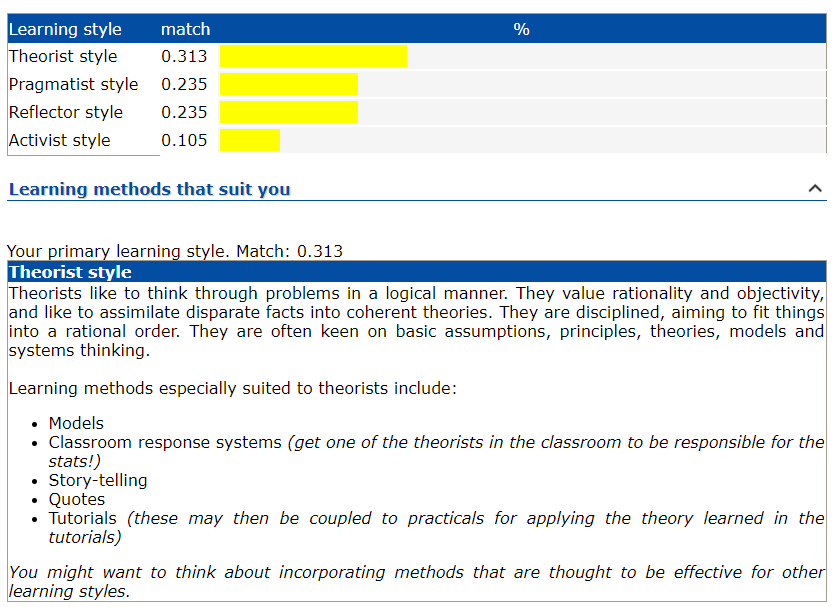 Learning style match %
Theorist style 0.313
Pragmatist style 0.235
Reflector style 0.235
Activist style 0.105
Learning methods that suit you
Your primary learning style. Match: 0.313
Theorist style
Theorists like to think through problems in a logical manner. They value rationality and objectivity,
and like to assimilate disparate facts into coherent theories. They are disciplined, aiming to fit things
into a rational order. They are often keen on basic assumptions, principles, theories, models and
systems thinking.
Learning methods especially suited to theorists include:
• Models
• Classroom response systems (get one of the theorists in the classroom to be responsible for the
stats!)
• Story-telling
• Quotes
• Tutorials (these may then be coupled to practicals for applying the theory learned in the
tutorials)
You might want to think about incorporating methods that are thought to be effective for other
learning styles.